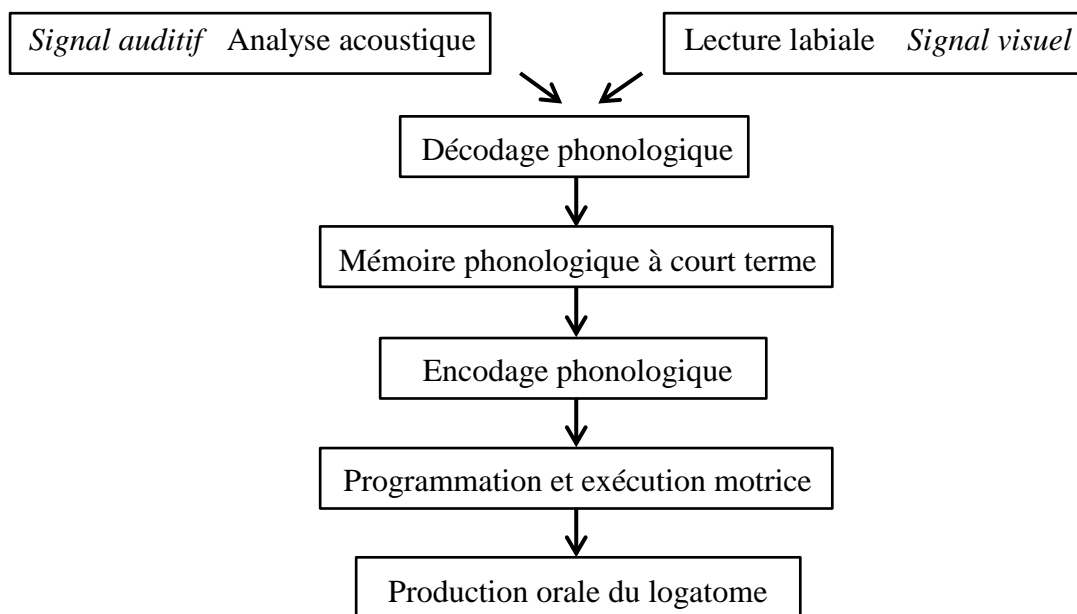 Signal auditif Analyse acoustique
Lecture labiale Signal visuel
Décodage phonologique
Mémoire phonologique à court terme
Encodage phonologique
Programmation et exécution motrice
Production orale du logatome